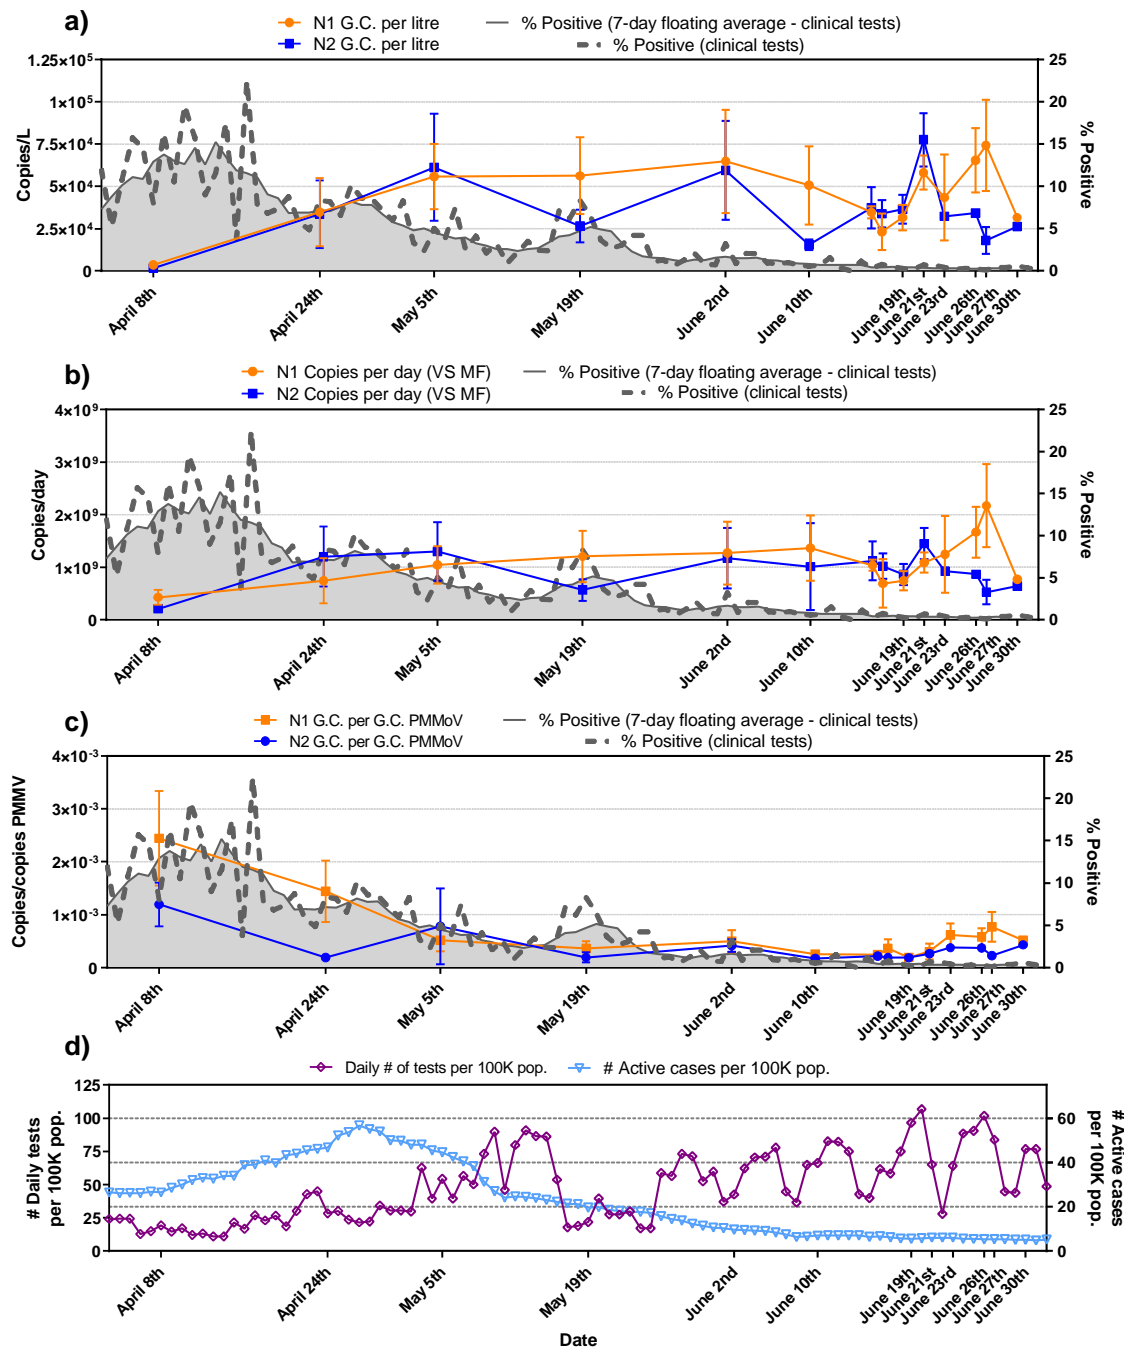 a)
N1 G.C. per litre
% Positive (7-day floating average - clinical tests)
N2 G.C. per litre
% Positive (clinical tests)
Copies/L
1.25×10⁵
1×10⁵
7.5×10⁴
5×10⁴
2.5×10⁴
0
25
20
15
10
5
0
% Positive
April 8th
April 24th
May 5th
May 19th
June 2nd
June 10th
June 19th
June 21st
June 23rd
June 26th
June 27th
June 30th
b)
N1 Copies per day (VS MF)
% Positive (7-day floating average - clinical tests)
N2 Copies per day (VS MF)
% Positive (clinical tests)
Copies/day
4×10⁹
3×10⁹
2×10⁹
1×10⁹
0
25
20
15
10
5
0
% Positive
April 8th
April 24th
May 5th
May 19th
June 2nd
June 10th
June 19th
June 21st
June 23rd
June 26th
June 27th
June 30th
c)
N1 G.C. per G.C. PMMoV
% Positive (7-day floating average - clinical tests)
N2 G.C. per G.C. PMMoV
% Positive (clinical tests)
Copies/copies PMMV
4×10⁻³
3×10⁻³
2×10⁻³
1×10⁻³
0
25
20
15
10
5
0
% Positive
April 8th
April 24th
May 5th
May 19th
June 2nd
June 10th
June 19th
June 21st
June 23rd
June 26th
June 27th
June 30th
d)
Daily # of tests per 100K pop.
# Active cases per 100K pop.
# Daily tests
per 100K pop.
125
100
75
50
25
0
60
40
20
0
# Active cases
per 100K pop.
April 8th
April 24th
May 5th
May 19th
June 2nd
June 10th
June 19th
June 21st
June 23rd
June 26th
June 27th
June 30th
Date